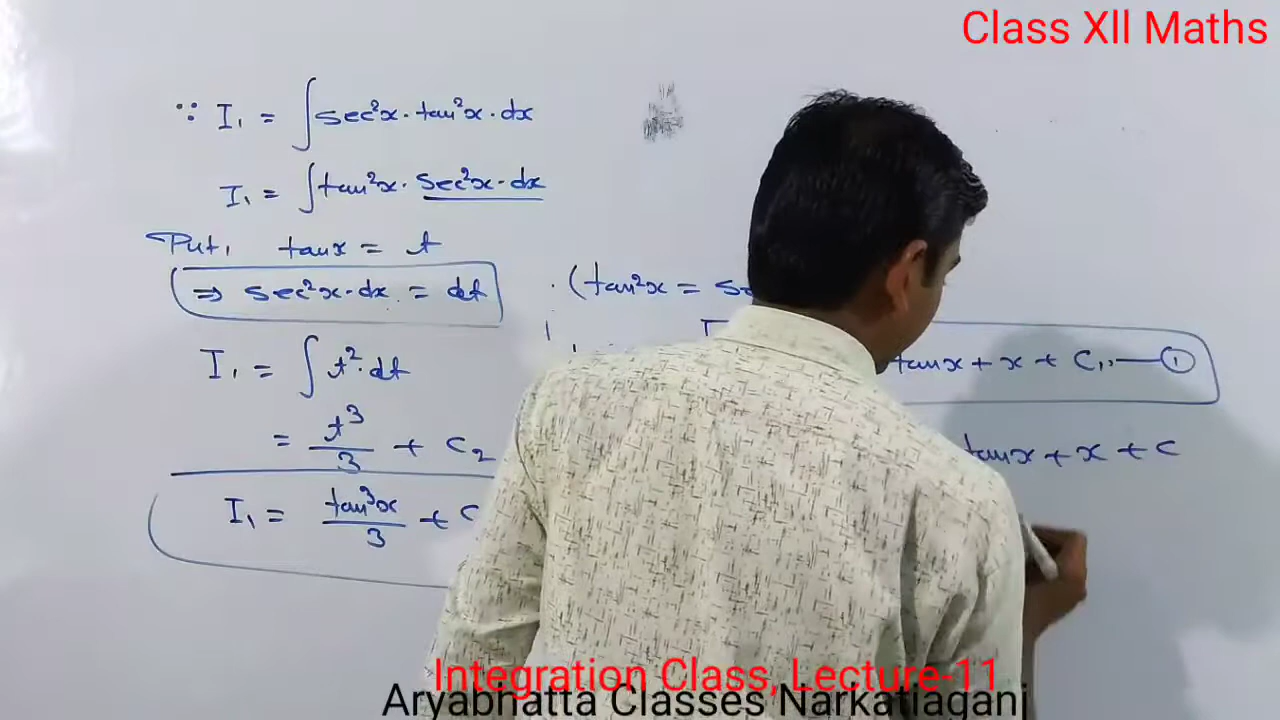 Class Xll Maths
∵ I₁ = ∫sec²x · tan²x · dx
I₁ = ∫tan²x · sec²x · dx
Put, tanx = t
⇒ sec²x · dx = dt
I₁ = ∫ t² · dt
= t³/3 + C₂
I₁ = tan³x/3 + C
(tan²x =
tanx + x + C₁, — ①
tanx + x + C
Integration Class, Lecture-11
Aryabhatta Classes Narkatiaganj